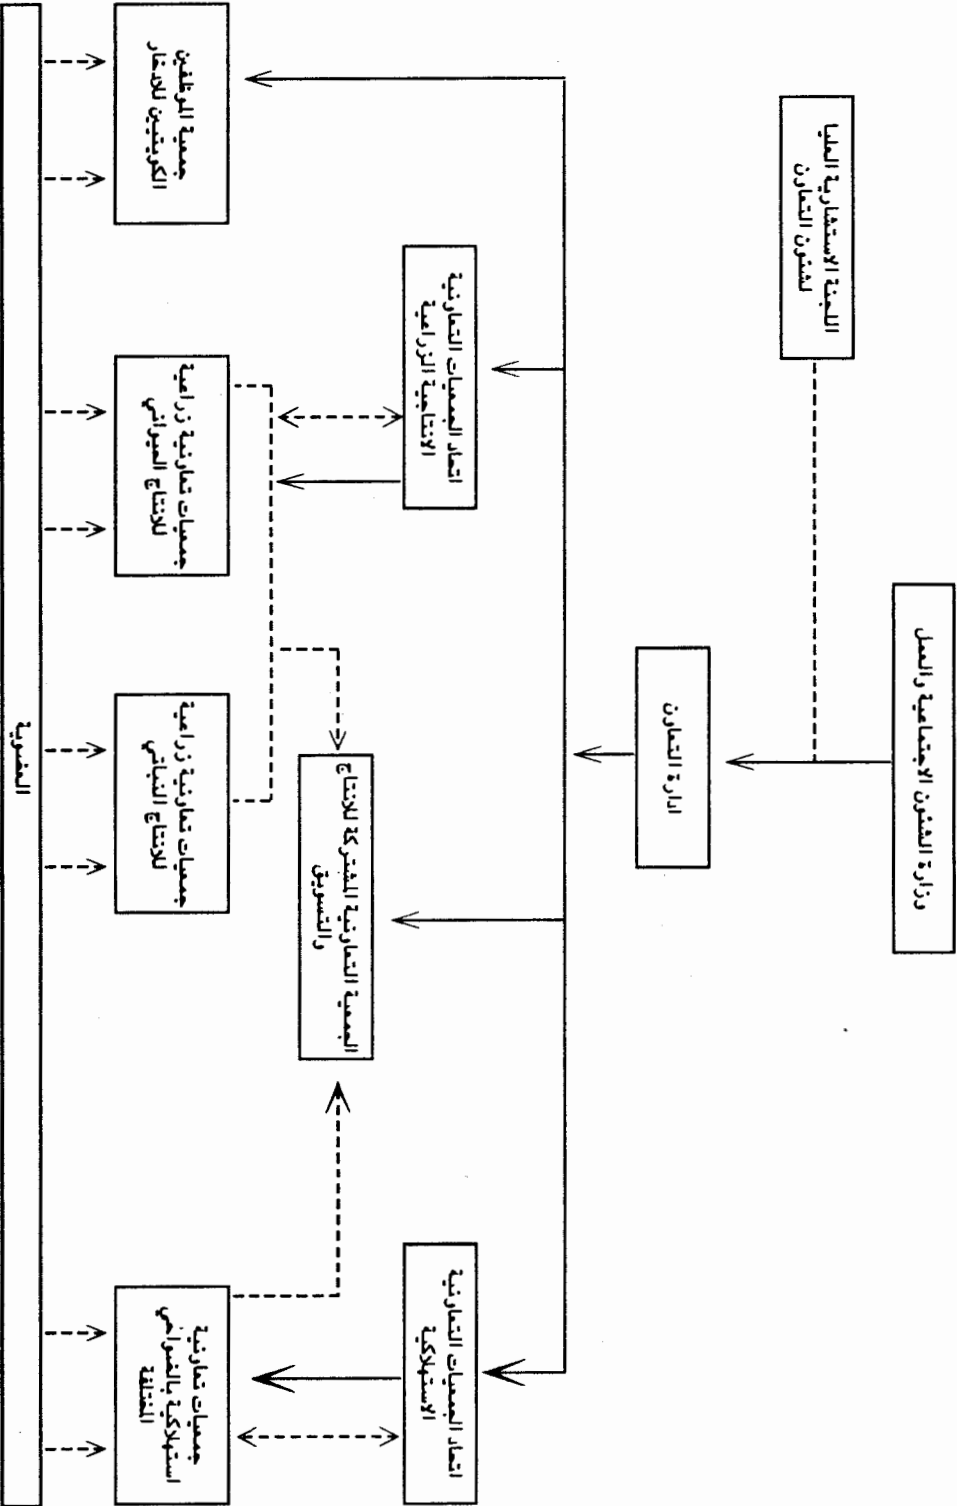 وزارة الشئون الاجتماعية والعمل
اللجنة الاستشارية العليا
لشئون التعاون
ادارة التعاون
اتحاد الجمعيات التعاونية
الاستهلاكية
اتحاد الجمعيات التعاونية
الانتاجية الزراعية
الجمعية التعاونية المشتركة للانتاج
والتسويق
جمعيات تعاونية
استهلاكية بالضواحي
المختلفة
جمعيات تعاونية زراعية
للانتاج النباتي
جمعيات تعاونية زراعية
للانتاج الحيواني
جمعية الموظفين
الكويتيين للادخار
العضوية